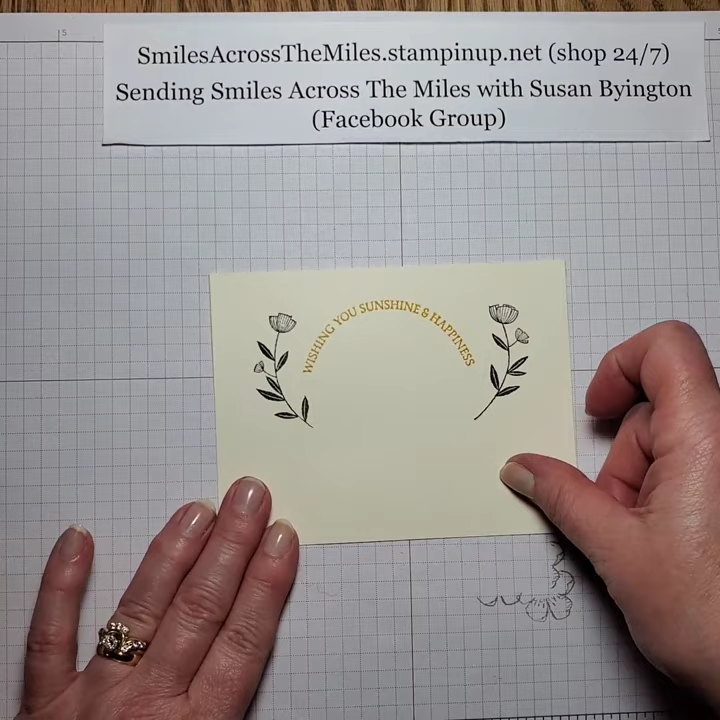 5
SmilesAcrossTheMiles.stampinup.net (shop 24/7)
Sending Smiles Across The Miles with Susan Byington
(Facebook Group)
WISHING YOU SUNSHINE & HAPPINESS